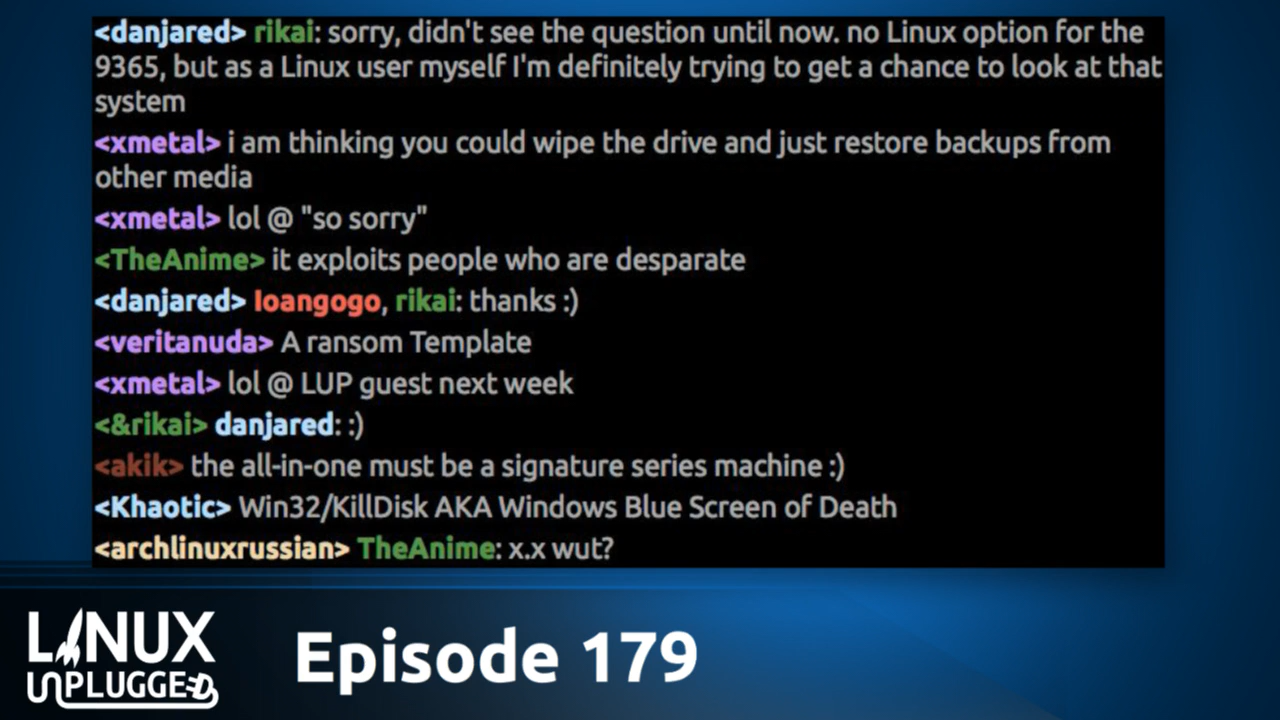 <danjared> rikai: sorry, didn't see the question until now. no Linux option for the
9365, but as a Linux user myself I'm definitely trying to get a chance to look at that
system
<xmetal> i am thinking you could wipe the drive and just restore backups from
other media
<xmetal> lol @ "so sorry"
<TheAnime> it exploits people who are desparate
<danjared> loangogo, rikai: thanks :)
<veritanuda> A ransom Template
<xmetal> lol @ LUP guest next week
<&rikai> danjared: :)
<akik> the all-in-one must be a signature series machine :)
<Khaotic> Win32/KillDisk AKA Windows Blue Screen of Death
<archlinuxrussian> TheAnime: x.x wut?
LINUX
UNPLUGGED
Episode 179